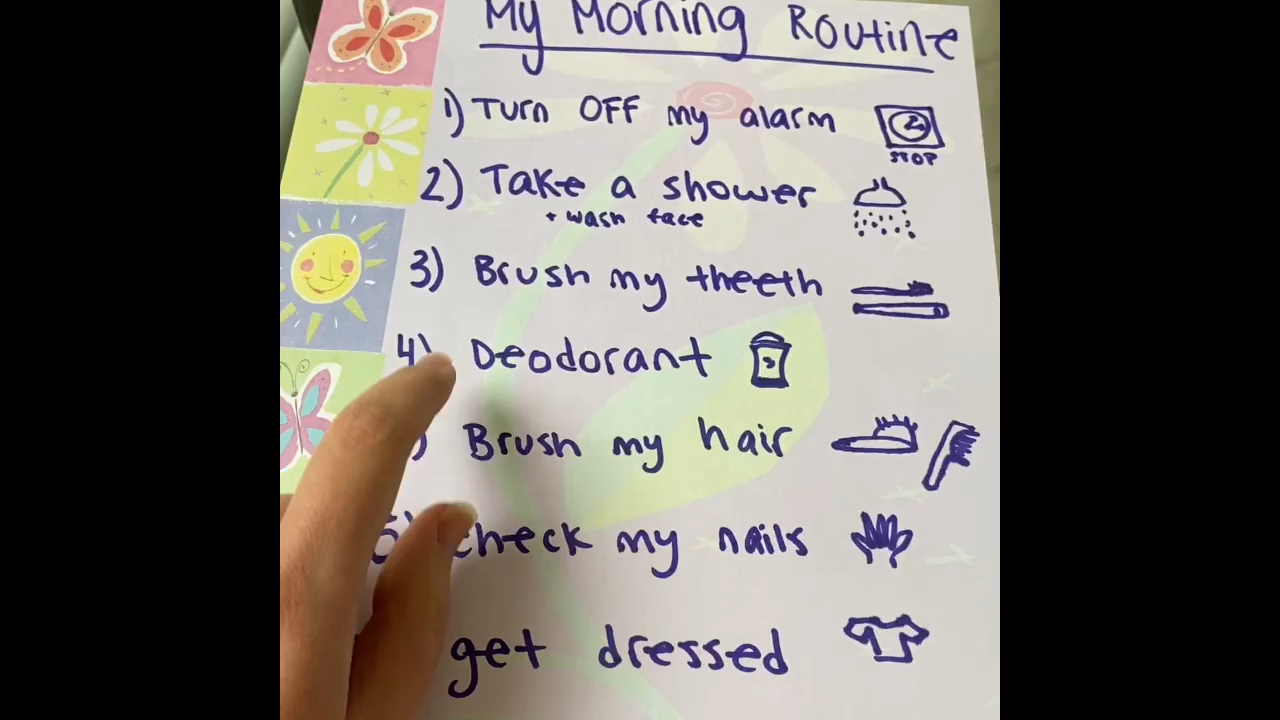 My Morning Routine
1) Turn OFF my alarm
STOP
2) Take a shower
+ wash face
3) Brush my theeth
4) Deodorant
) Brush my hair
check my nails
get dressed